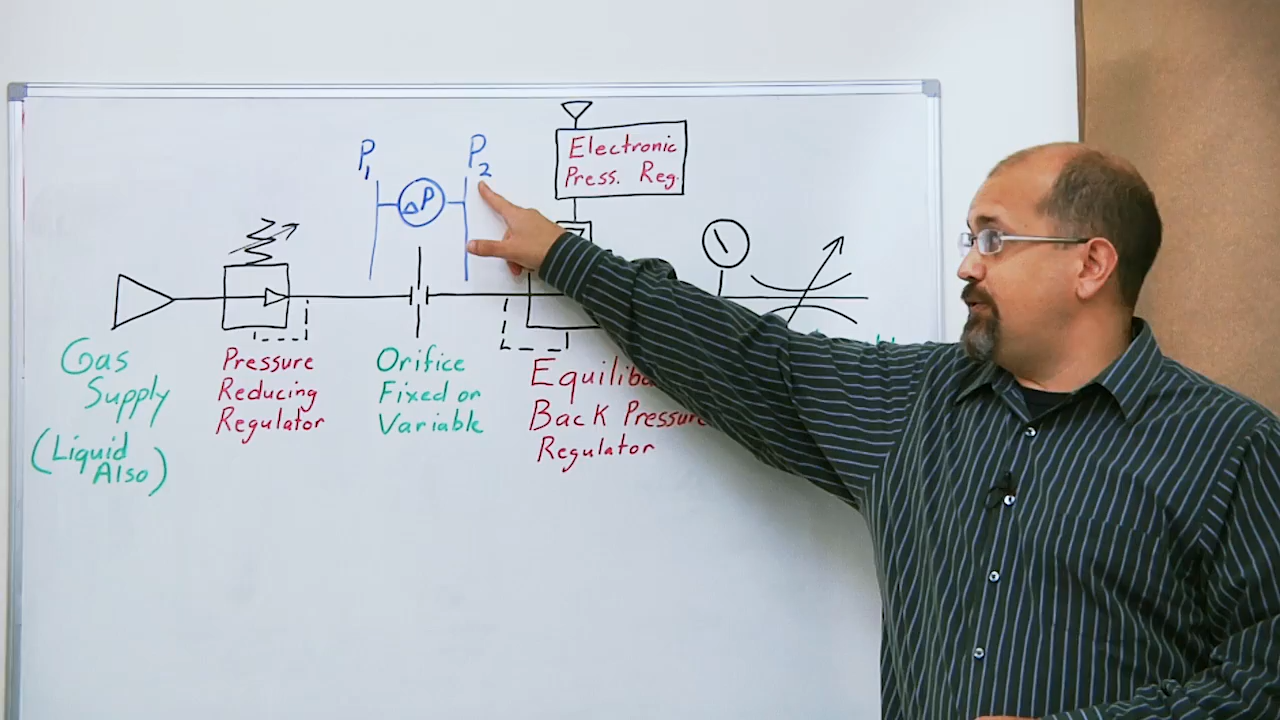 P1
P2
ΔP
Electronic
Press. Reg.
Gas
Supply
(Liquid
Also)
Pressure
Reducing
Regulator
Orifice
Fixed or
Variable
Back Pressure
Regulator